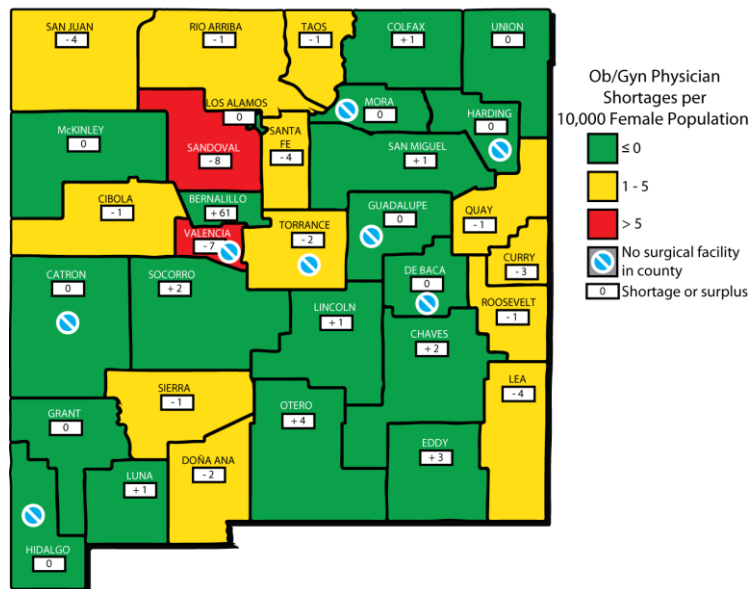 SAN JUAN
- 4
RIO ARRIBA
- 1
TAOS
- 1
COLFAX
+ 1
UNION
0
LOS ALAMOS
0
MORA
0
HARDING
0
McKINLEY
0
SANDOVAL
- 8
SANTA
FE
- 4
SAN MIGUEL
+ 1
CIBOLA
- 1
BERNALILLO
+ 61
VALENCIA
- 7
TORRANCE
- 2
GUADALUPE
0
QUAY
- 1
CURRY
- 3
CATRON
0
SOCORRO
+ 2
DE BACA
0
ROOSEVELT
- 1
LINCOLN
+ 1
CHAVES
+ 2
SIERRA
- 1
LEA
- 4
GRANT
0
OTERO
+ 4
EDDY
+ 3
DOÑA ANA
- 2
LUNA
+ 1
HIDALGO
0
Ob/Gyn Physician
Shortages per
10,000 Female Population
≤ 0
1 - 5
> 5
No surgical facility
in county
0 Shortage or surplus